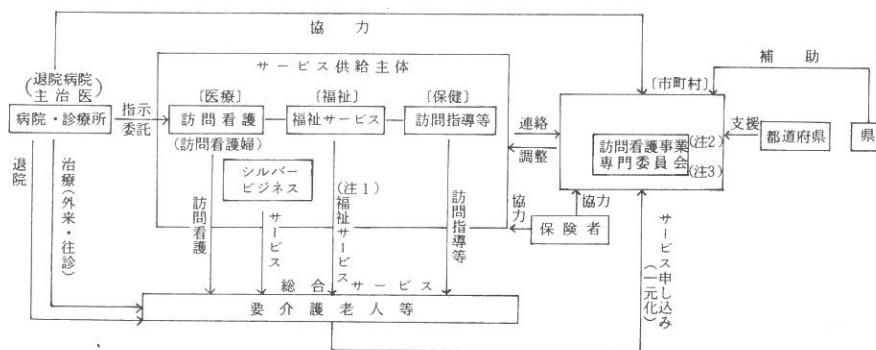 協力
サービス供給主体
補助
退院病院
主治医
〔医療〕
〔福祉〕
〔保健〕
〔市町村〕
病院・診療所
指示
委託
訪問看護
福祉サービス
訪問指導等
連絡
調整
訪問看護事業(注2)
専門委員会(注3)
支援
都道府県
県
(訪問看護婦)
シルバー
ビジネス
(注1)
退院
治療(外来・往診)
訪問看護
サービス
福祉サービス
訪問指導等
協力
協力
保険者
サービス申し込み
(一元化)
総合サービス
要介護老人等